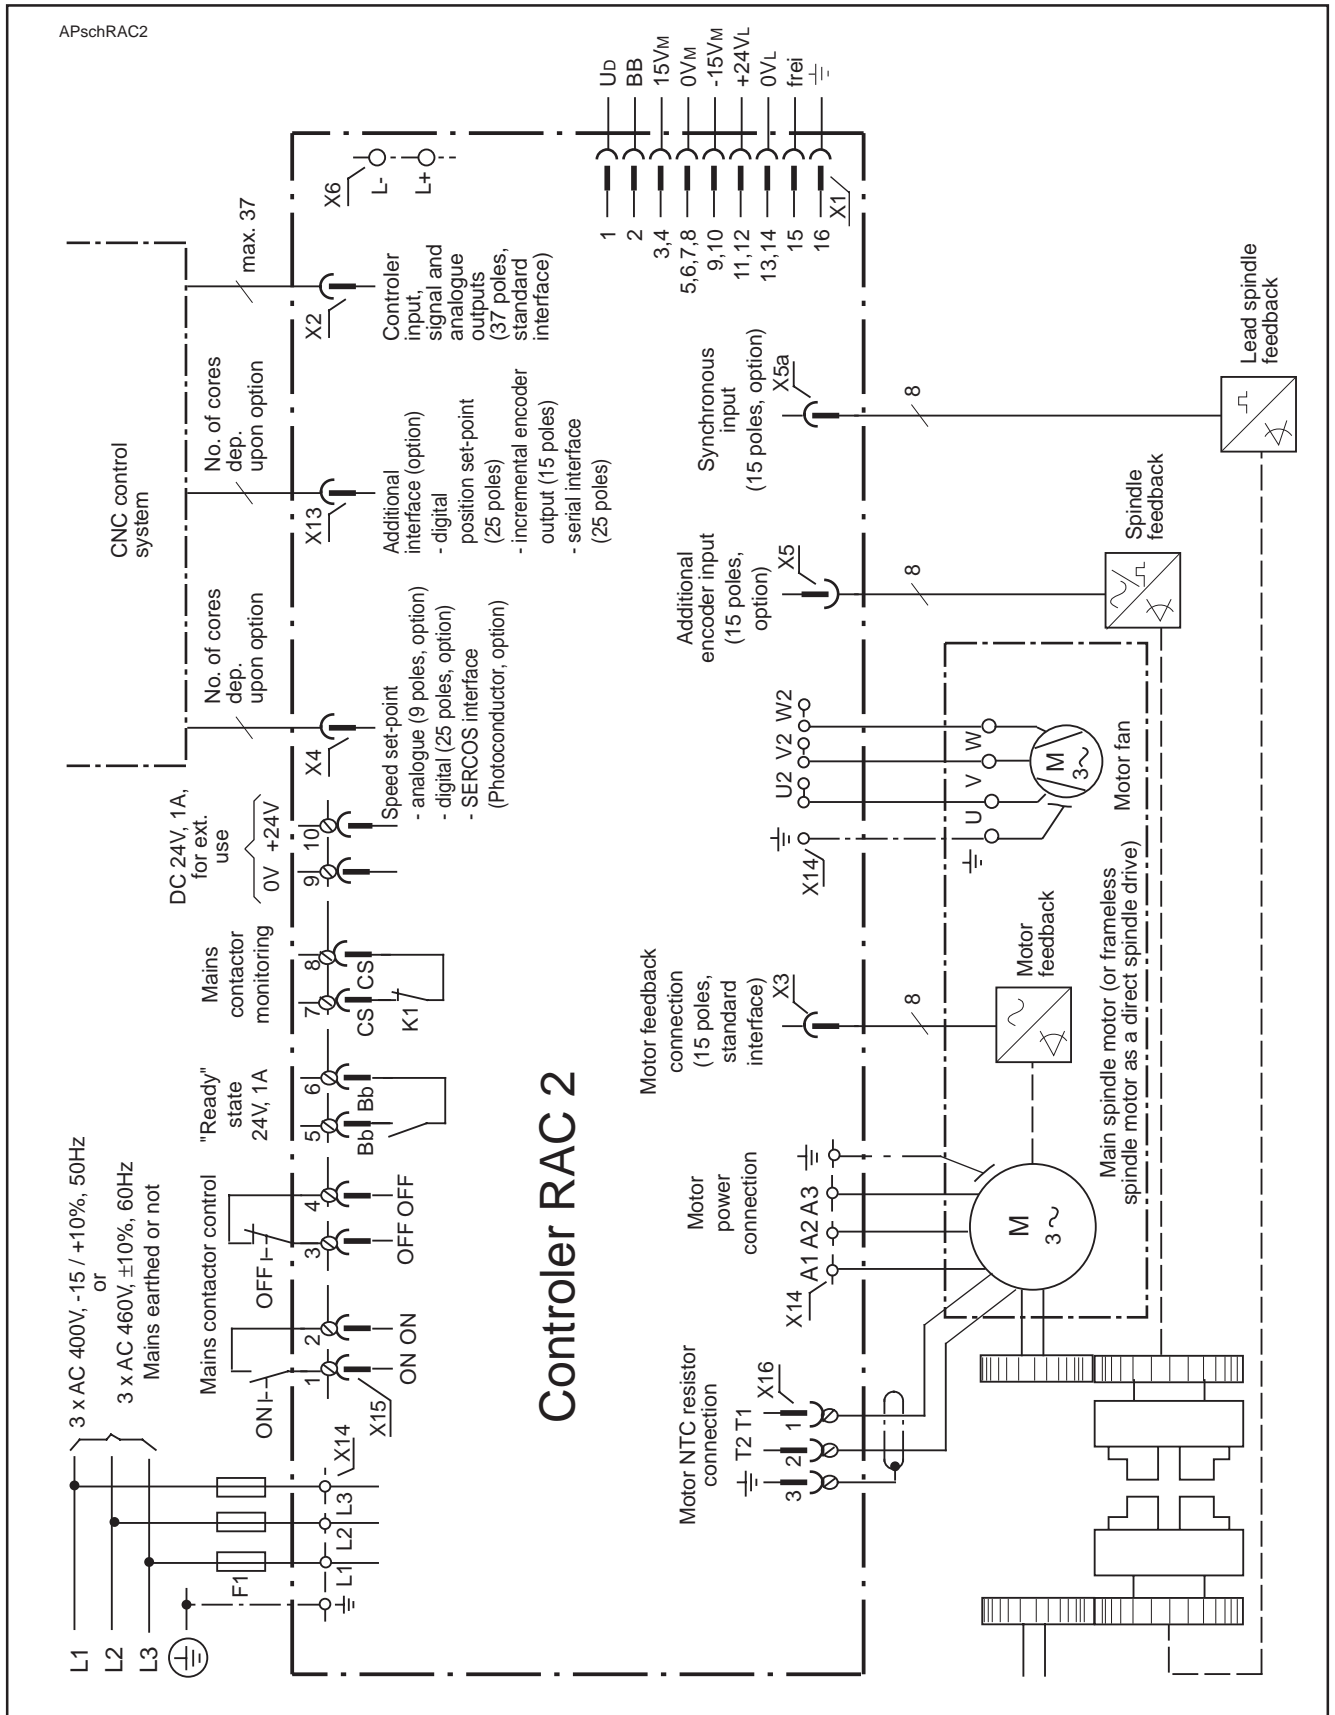 APschRAC2
L1
L2
L3
3 x AC 400V, -15 / +10%, 50Hz
or
3 x AC 460V, ±10%, 60Hz
Mains earthed or not
F1
L1
L2
L3
X14
Mains contactor control
ON
OFF
1
2
3
4
X15
ON ON
OFF OFF
"Ready"
state
24V, 1A
5
6
Bb
Bb
Mains
contactor
monitoring
7
8
CS
CS
K1
DC 24V, 1A,
for ext.
use
0V +24V
9
10
CNC control
system
No. of cores
dep.
upon option
No. of cores
dep.
upon option
max. 37
X4
Speed set-point
- analogue (9 poles, option)
- digital (25 poles, option)
- SERCOS interface
(Photoconductor, option)
X13
Additional
interface (option)
- digital
position set-point
(25 poles)
- incremental encoder
output (15 poles)
- serial interface
(25 poles)
X2
Controler
input,
signal and
analogue
outputs
(37 poles,
standard
interface)
X6
L-
L+
Controler RAC 2
UD
BB
15VM
0VM
-15VM
+24VL
0VL
frei
1
2
3,4
5,6,7,8
9,10
11,12
13,14
15
16
X1
Motor NTC resistor
connection
T2 T1
X16
3
2
1
Motor
power
connection
X14
A1 A2 A3
Motor feedback
connection
(15 poles,
standard
interface)
X3
8
X14
U2 V2 W2
U
V
W
Additional
encoder input
(15 poles,
option)
X5
8
Synchronous
input
(15 poles, option)
X5a
8
M
3
Motor
feedback
M
3
Motor fan
Main spindle motor (or frameless
spindle motor as a direct spindle drive)
Spindle
feedback
Lead spindle
feedback